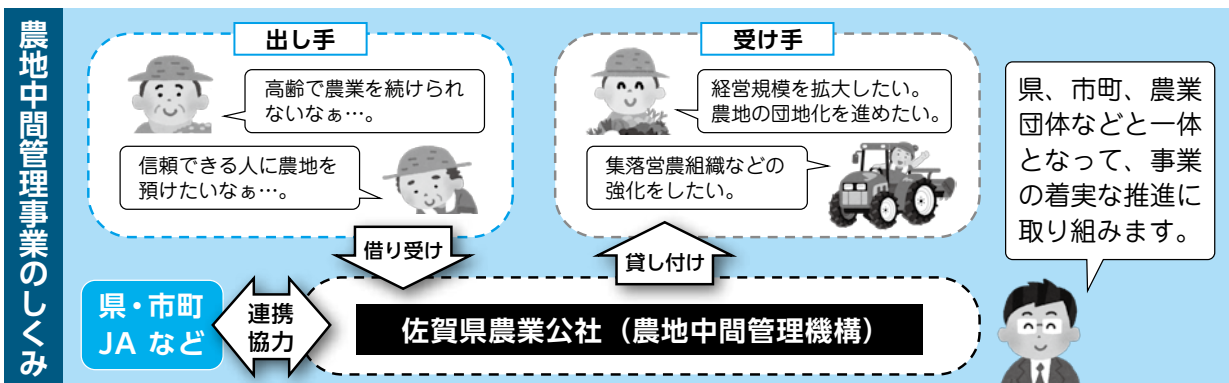 農地中間管理事業のしくみ
出し手
高齢で農業を続けられ
ないなぁ…。
信頼できる人に農地を
預けたいなぁ…。
受け手
経営規模を拡大したい。
農地の団地化を進めたい。
集落営農組織などの
強化をしたい。
県、市町、農業
団体などと一体
となって、事業
の着実な推進に
取り組みます。
借り受け
貸し付け
県・市町
JA など
連携
協力
佐賀県農業公社（農地中間管理機構）